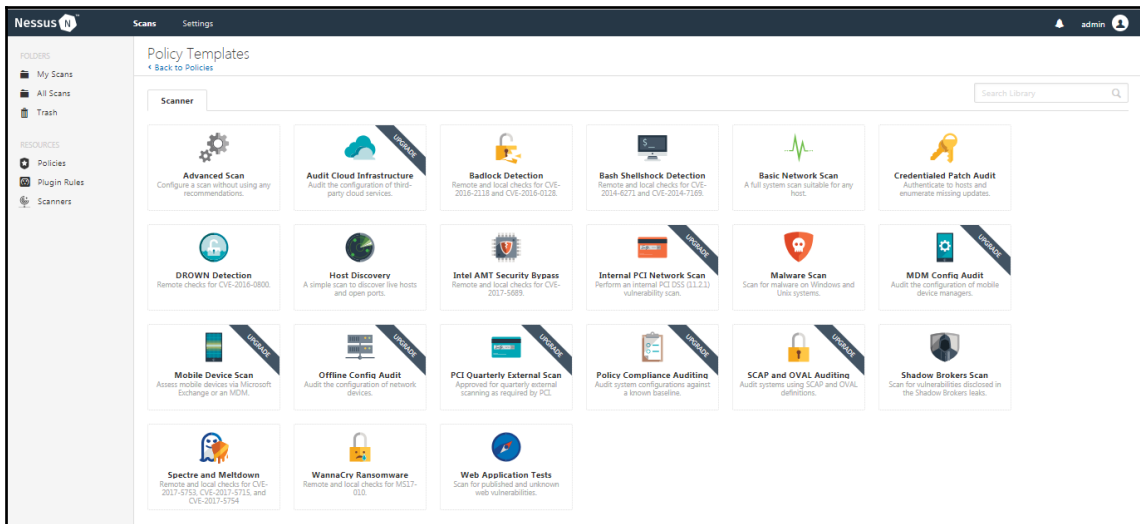 Nessus N
Scans Settings
admin
FOLDERS
My Scans
All Scans
Trash
RESOURCES
Policies
Plugin Rules
Scanners
Policy Templates
Back to Policies
Scanner
Search Library
Advanced Scan
Configure a scan without using any
recommendations.
UPGRADE
Audit Cloud Infrastructure
Audit the configuration of third-
party cloud services.
Badlock Detection
Remote and local checks for CVE-
2016-2118 and CVE-2016-0128.
Bash Shellshock Detection
Remote and local checks for CVE-
2014-6271 and CVE-2014-7169.
Basic Network Scan
A full system scan suitable for any
host.
Credentialed Patch Audit
Authenticate to hosts and
enumerate missing updates.
DROWN Detection
Remote checks for CVE-2016-0800.
Host Discovery
A simple scan to discover live hosts
and open ports.
Intel AMT Security Bypass
Remote and local checks for CVE-
2017-5689.
UPGRADE
Internal PCI Network Scan
Perform an internal PCI DSS (11.2.1)
vulnerability scan.
Malware Scan
Scan for malware on Windows and
Unix systems.
UPGRADE
MDM Config Audit
Audit the configuration of mobile
device managers.
UPGRADE
Mobile Device Scan
Assess mobile devices via Microsoft
Exchange or an MDM.
UPGRADE
Offline Config Audit
Audit the configuration of network
devices.
UPGRADE
PCI Quarterly External Scan
Approved for quarterly external
scanning as required by PCI.
UPGRADE
Policy Compliance Auditing
Audit system configurations against
a known baseline.
UPGRADE
SCAP and OVAL Auditing
Audit systems using SCAP and OVAL
definitions.
Shadow Brokers Scan
Scan for vulnerabilities disclosed in
the Shadow Brokers leaks.
Spectre and Meltdown
Remote and local checks for CVE-
2017-5753, CVE-2017-5715, and
CVE-2017-5754
WannaCry Ransomware
Remote and local checks for MS17-
010.
Web Application Tests
Scan for published and unknown
web vulnerabilities.